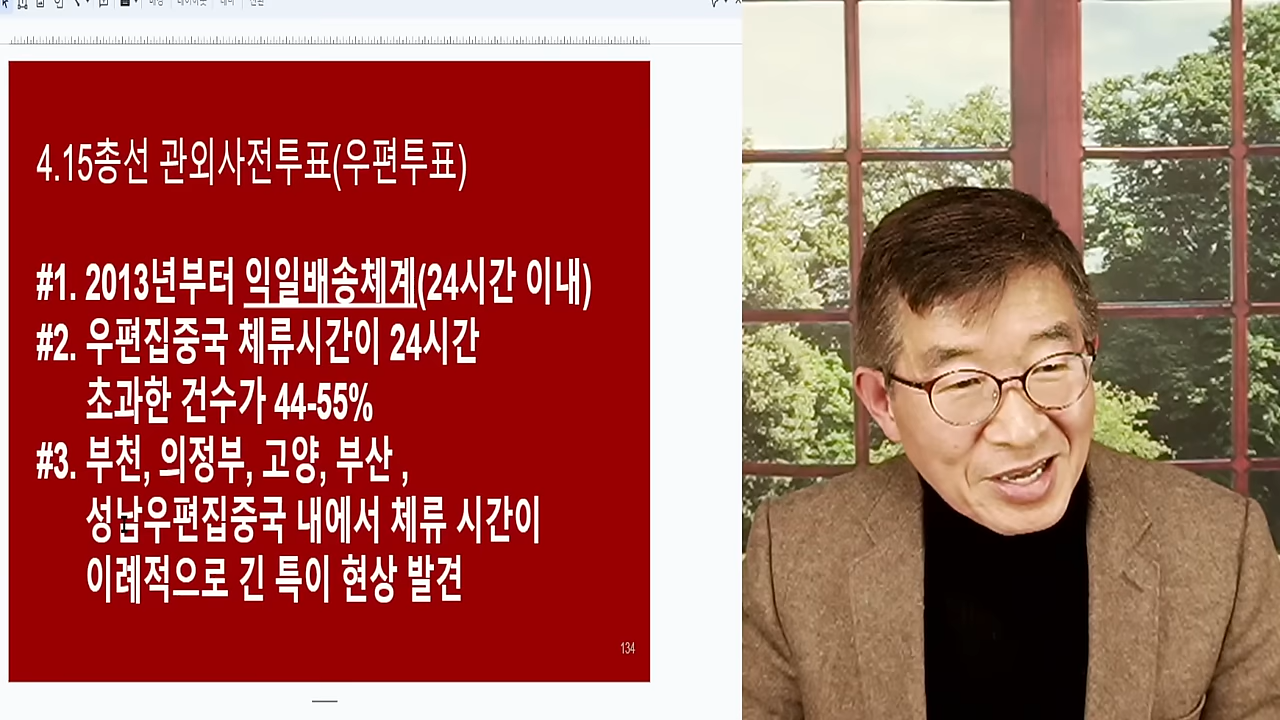 4.15총선 관외사전투표(우편투표)
#1. 2013년부터 익일배송체계(24시간 이내)
#2. 우편집중국 체류시간이 24시간
초과한 건수가 44-55%
#3. 부천, 의정부, 고양, 부산 ,
성남우편집중국 내에서 체류 시간이
이례적으로 긴 특이 현상 발견
134